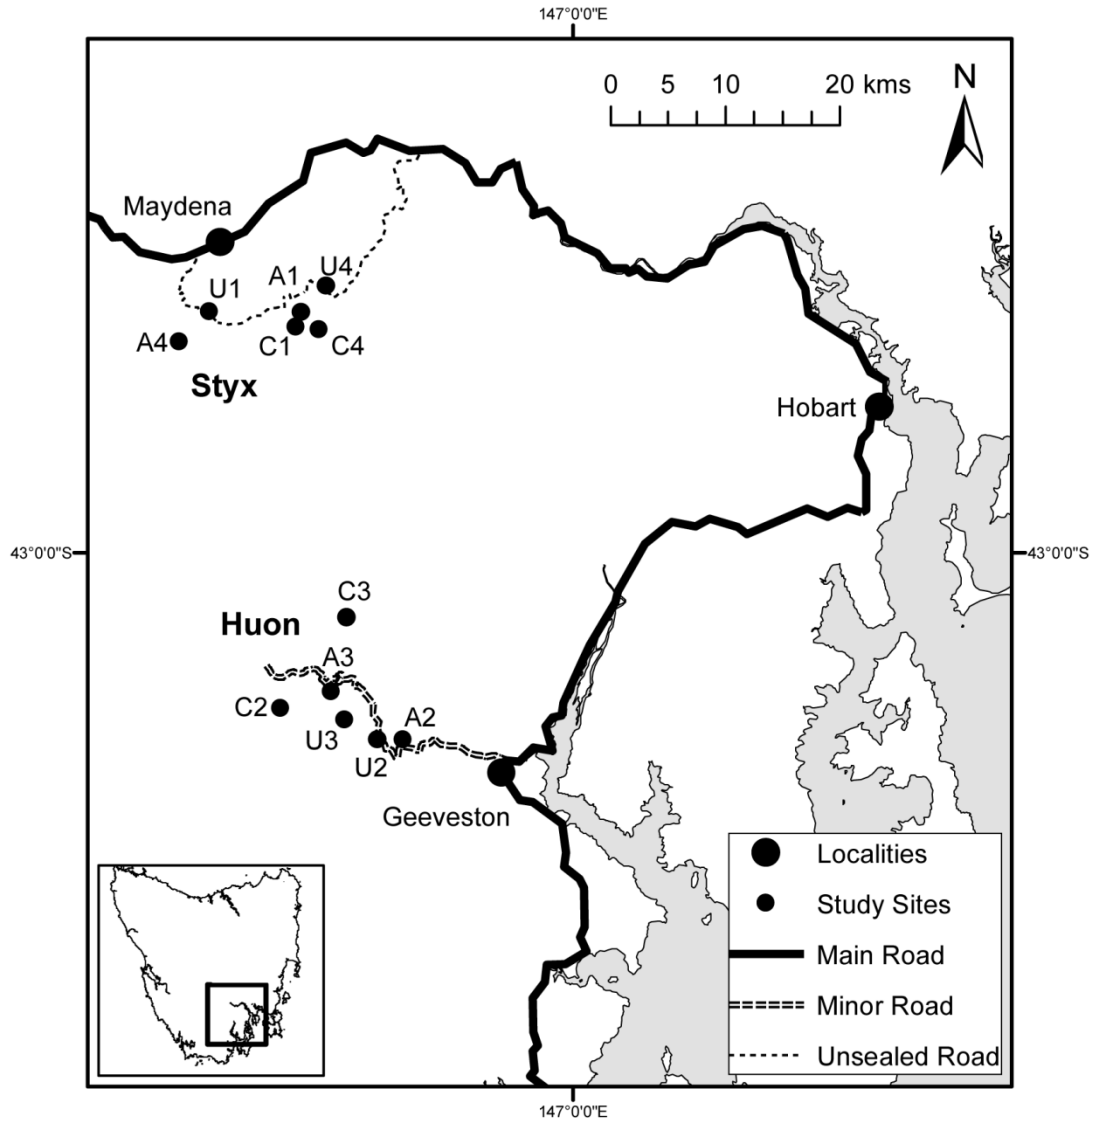 147°0'0"E
0 5 10 20 kms
N
Maydena
U1
A1
U4
A4
C1
C4
Styx
Hobart
43°0'0"S
43°0'0"S
C3
Huon
A3
C2
U3
A2
U2
Geeveston
Localities
Study Sites
Main Road
Minor Road
Unsealed Road
147°0'0"E